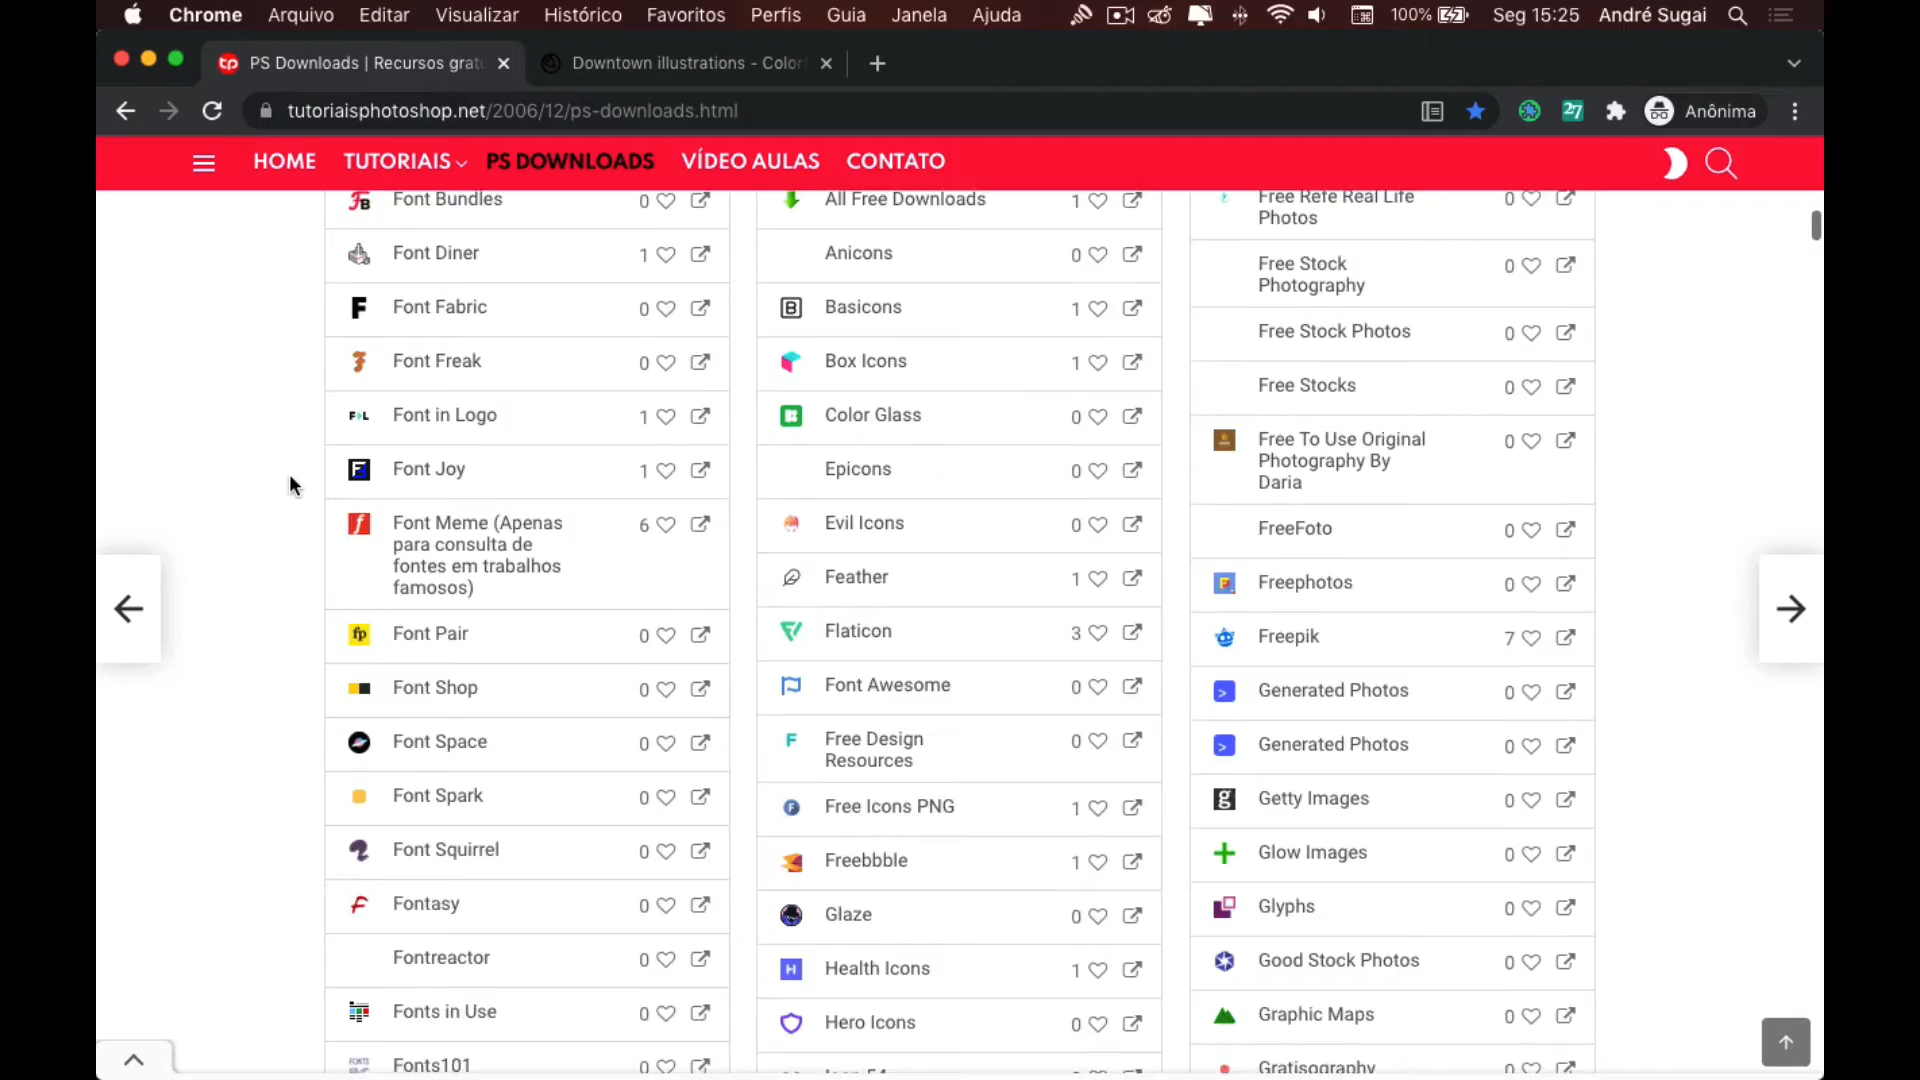 Chrome Arquivo Editar Visualizar Histórico Favoritos Perfis Guia Janela Ajuda 100% Seg 15:25 André Sugai
PS Downloads | Recursos grat
Downtown illustrations - Color
tutoriaisphotoshop.net/2006/12/ps-downloads.html
27
Anônima
HOME TUTORIAIS PS DOWNLOADS VÍDEO AULAS CONTATO
Font Bundles 0
Font Diner 1
Font Fabric 0
Font Freak 0
Font in Logo 1
Font Joy 1
Font Meme (Apenas 6
para consulta de
fontes em trabalhos
famosos)
Font Pair 0
Font Shop 0
Font Space 0
Font Spark 0
Font Squirrel 0
Fontasy 0
Fontreactor 0
Fonts in Use 0
Fonts101 0
All Free Downloads 1
Anicons 0
Basicons 1
Box Icons 1
Color Glass 0
Epicons 0
Evil Icons 0
Feather 1
Flaticon 3
Font Awesome 0
Free Design 0
Resources
Free Icons PNG 1
Freebbble 1
Glaze 0
Health Icons 1
Hero Icons 0
Free Refe Real Life 0
Photos
Free Stock 0
Photography
Free Stock Photos 0
Free Stocks 0
Free To Use Original 0
Photography By
Daria
FreeFoto 0
Freephotos 0
Freepik 7
Generated Photos 0
Generated Photos 0
Getty Images 0
Glow Images 0
Glyphs 0
Good Stock Photos 0
Graphic Maps 0
Gratisography 0